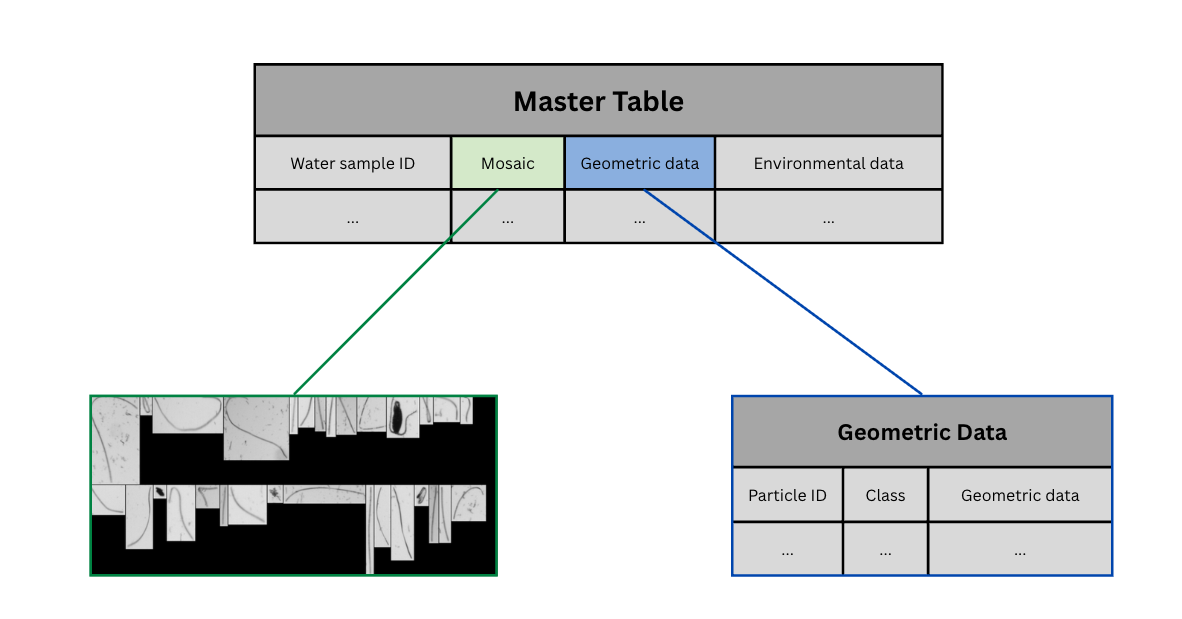 Master Table
Water sample ID Mosaic Geometric data Environmental data
... ... ... ...
Geometric Data
Particle ID Class Geometric data
... ... ...